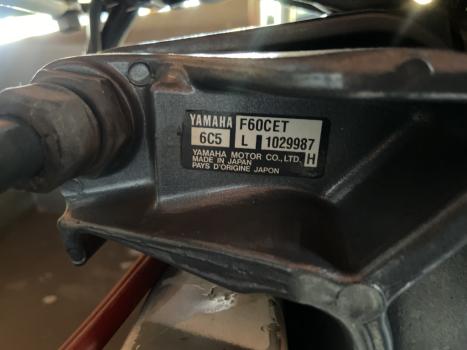 YAMAHA F60CET
6C5 L 1029987
YAMAHA MOTOR CO., LTD. H
MADE IN JAPAN
PAYS D'ORIGINE JAPON